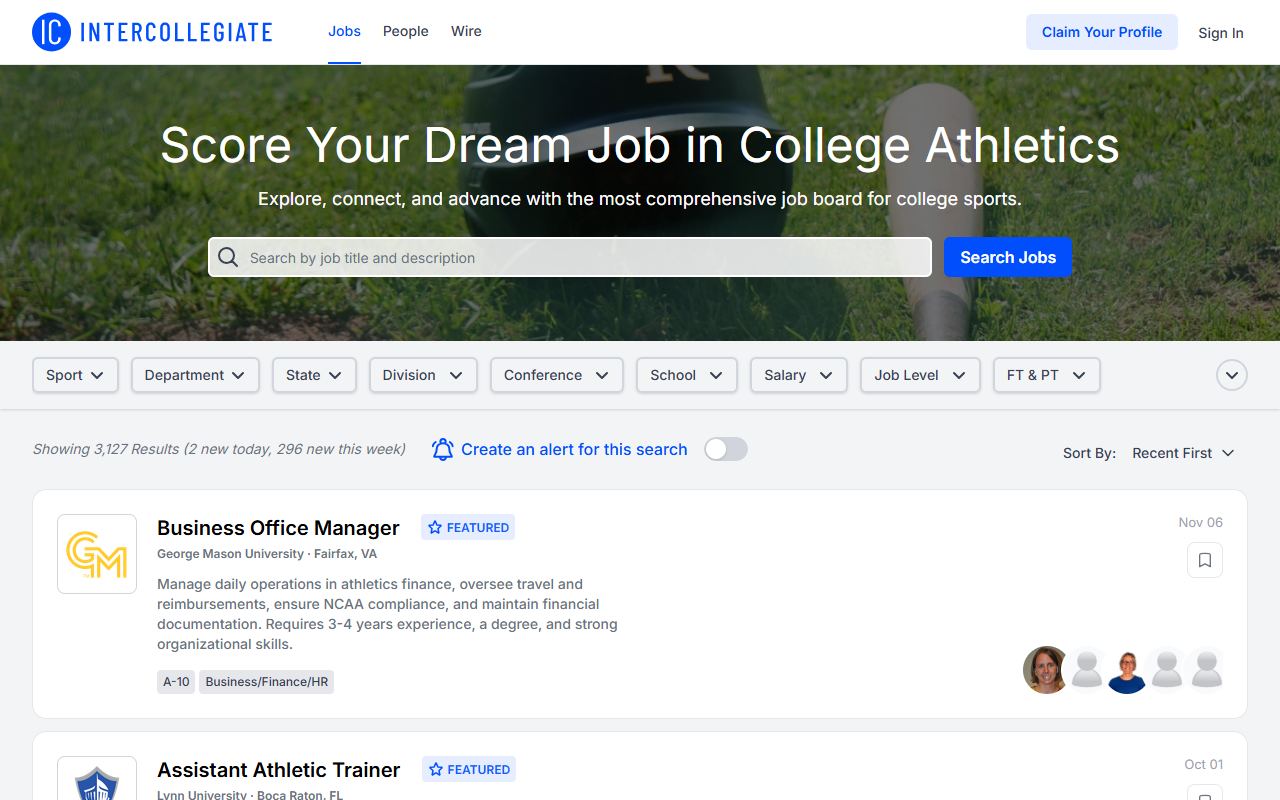 IC INTERCOLLEGIATE
Jobs People Wire
Claim Your Profile
Sign In
Score Your Dream Job in College Athletics
Explore, connect, and advance with the most comprehensive job board for college sports.
Search by job title and description
Search Jobs
Sport Department State Division Conference School Salary Job Level FT & PT
Showing 3,127 Results (2 new today, 296 new this week)
Create an alert for this search
Sort By: Recent First
GM
Business Office Manager
FEATURED
Nov 06
George Mason University · Fairfax, VA
Manage daily operations in athletics finance, oversee travel and
reimbursements, ensure NCAA compliance, and maintain financial
documentation. Requires 3-4 years experience, a degree, and strong
organizational skills.
A-10 Business/Finance/HR
Assistant Athletic Trainer
FEATURED
Oct 01
Lynn University · Boca Raton, FL